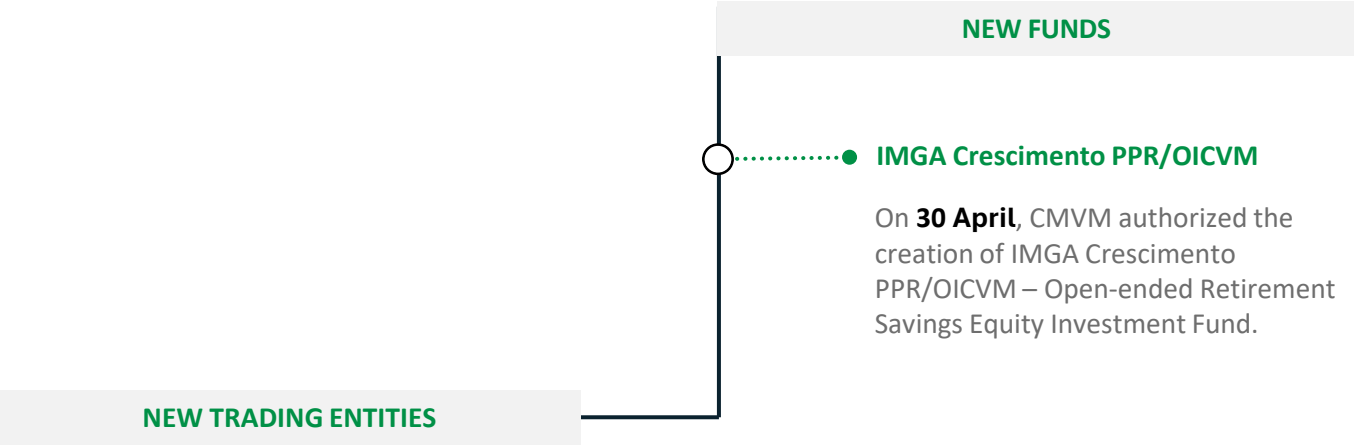 NEW FUNDS
IMGA Crescimento PPR/OICVM
On 30 April, CMVM authorized the
creation of IMGA Crescimento
PPR/OICVM – Open-ended Retirement
Savings Equity Investment Fund.
NEW TRADING ENTITIES